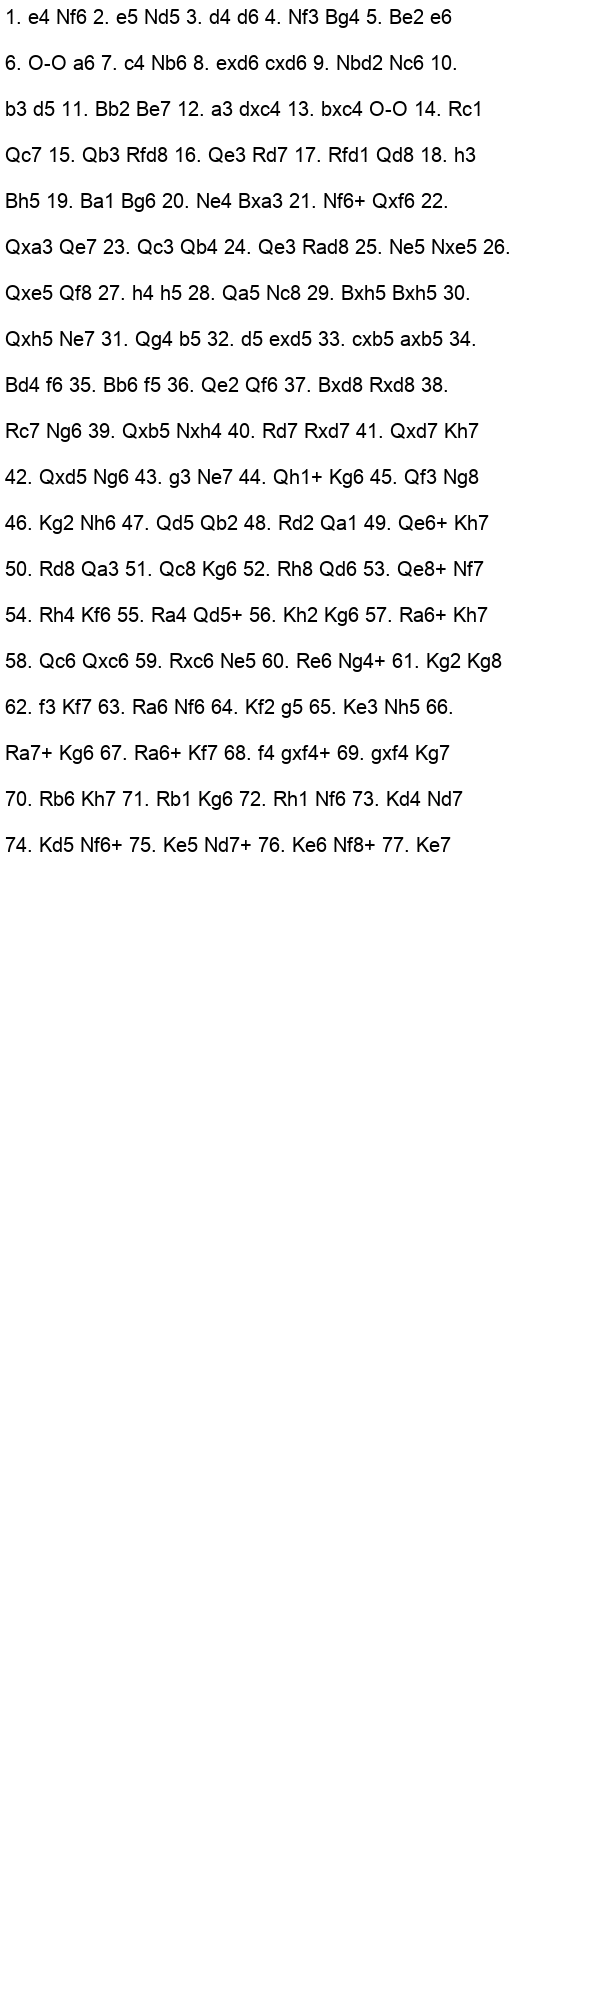 1. e4 Nf6 2. e5 Nd5 3. d4 d6 4. Nf3 Bg4 5. Be2 e6
6. O-O a6 7. c4 Nb6 8. exd6 cxd6 9. Nbd2 Nc6 10.
b3 d5 11. Bb2 Be7 12. a3 dxc4 13. bxc4 O-O 14. Rc1
Qc7 15. Qb3 Rfd8 16. Qe3 Rd7 17. Rfd1 Qd8 18. h3
Bh5 19. Ba1 Bg6 20. Ne4 Bxa3 21. Nf6+ Qxf6 22.
Qxa3 Qe7 23. Qc3 Qb4 24. Qe3 Rad8 25. Ne5 Nxe5 26.
Qxe5 Qf8 27. h4 h5 28. Qa5 Nc8 29. Bxh5 Bxh5 30.
Qxh5 Ne7 31. Qg4 b5 32. d5 exd5 33. cxb5 axb5 34.
Bd4 f6 35. Bb6 f5 36. Qe2 Qf6 37. Bxd8 Rxd8 38.
Rc7 Ng6 39. Qxb5 Nxh4 40. Rd7 Rxd7 41. Qxd7 Kh7
42. Qxd5 Ng6 43. g3 Ne7 44. Qh1+ Kg6 45. Qf3 Ng8
46. Kg2 Nh6 47. Qd5 Qb2 48. Rd2 Qa1 49. Qe6+ Kh7
50. Rd8 Qa3 51. Qc8 Kg6 52. Rh8 Qd6 53. Qe8+ Nf7
54. Rh4 Kf6 55. Ra4 Qd5+ 56. Kh2 Kg6 57. Ra6+ Kh7
58. Qc6 Qxc6 59. Rxc6 Ne5 60. Re6 Ng4+ 61. Kg2 Kg8
62. f3 Kf7 63. Ra6 Nf6 64. Kf2 g5 65. Ke3 Nh5 66.
Ra7+ Kg6 67. Ra6+ Kf7 68. f4 gxf4+ 69. gxf4 Kg7
70. Rb6 Kh7 71. Rb1 Kg6 72. Rh1 Nf6 73. Kd4 Nd7
74. Kd5 Nf6+ 75. Ke5 Nd7+ 76. Ke6 Nf8+ 77. Ke7